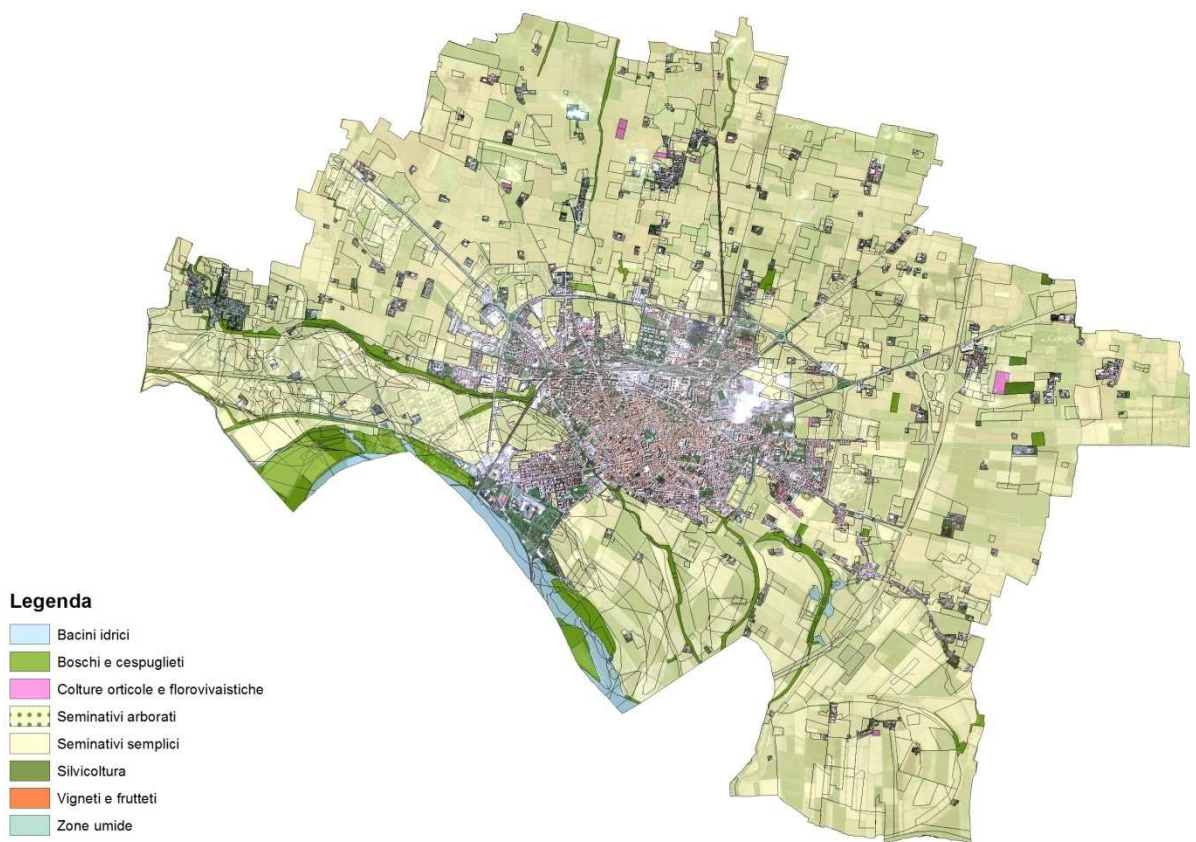 Legenda
Bacini idrici
Boschi e cespuglieti
Colture orticole e florovivaistiche
Seminativi arborati
Seminativi semplici
Silvicoltura
Vigneti e frutteti
Zone umide